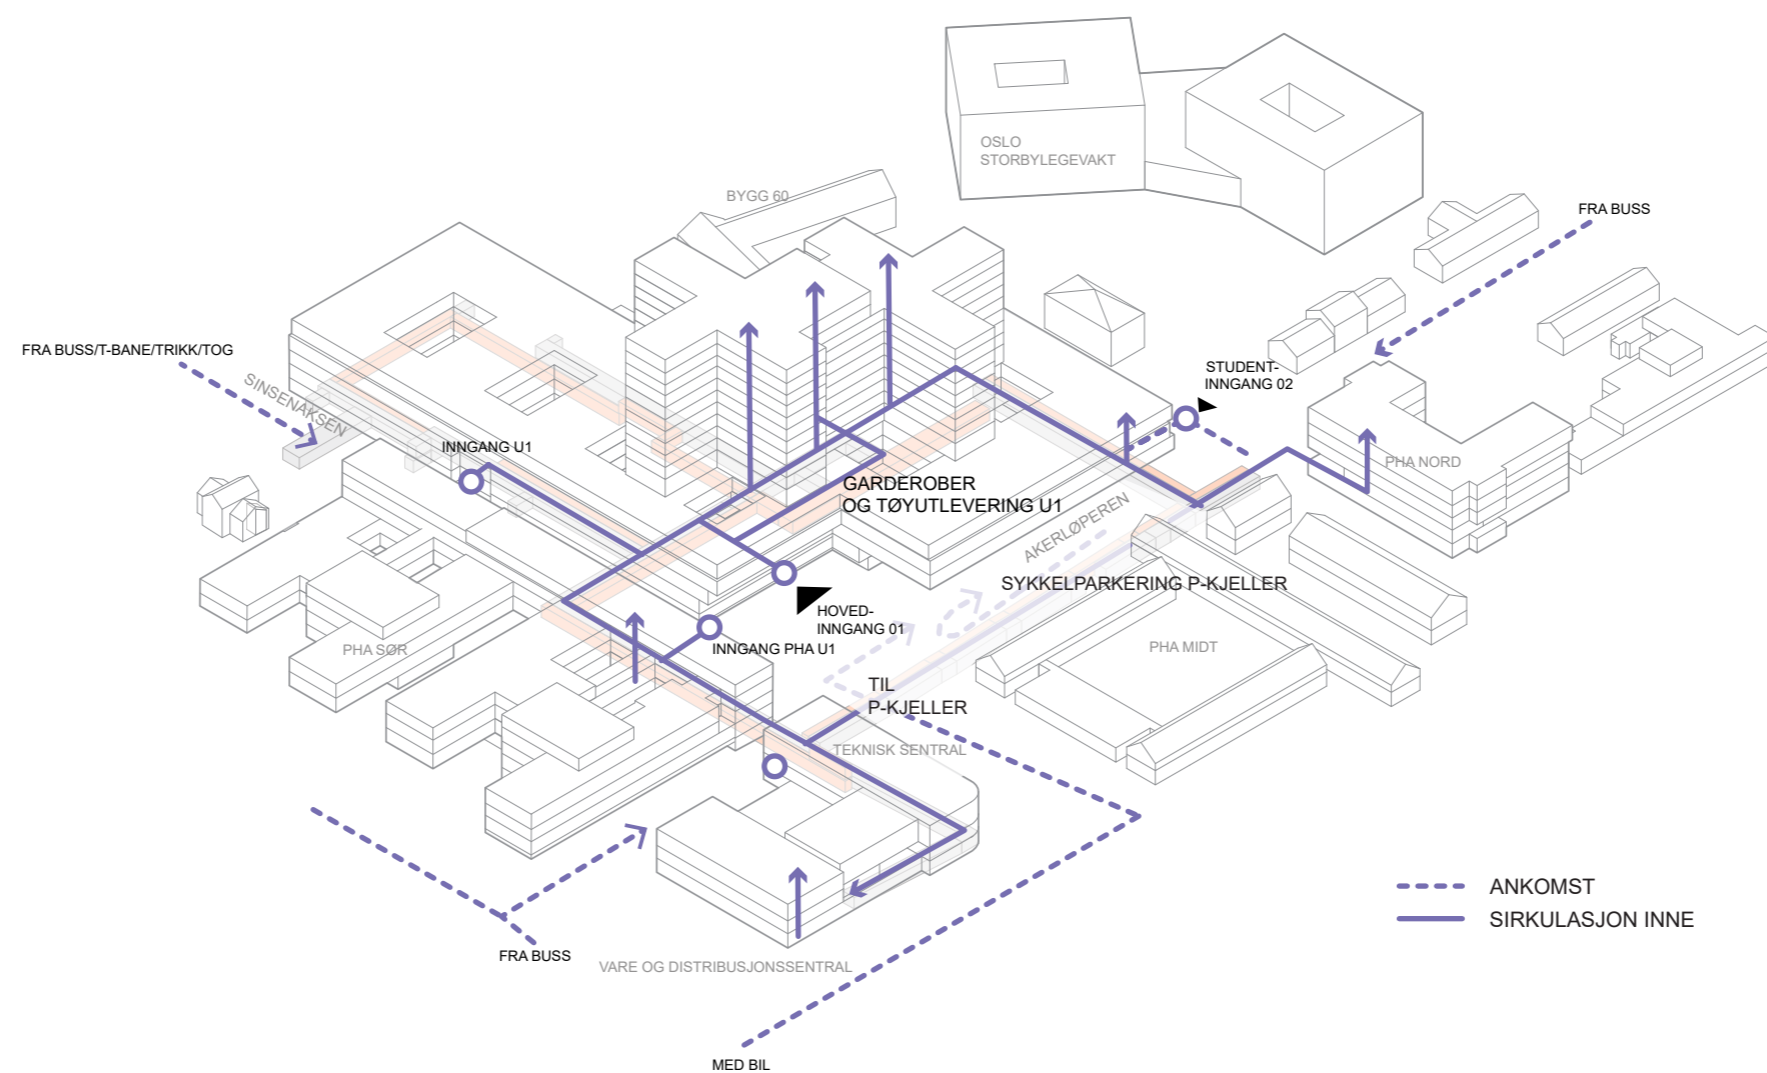 OSLO
STORBYLEGEVAKT
BYGG 60
FRA BUSS
FRA BUSS/T-BANE/TRIKK/TOG
SINSENAKSEN
STUDENT-
INNGANG 02
INNGANG U1
PHA NORD
GARDEROBER
OG TØYUTLEVERING U1
AKERLØPEREN
SYKKELPARKERING P-KJELLER
HOVED-
INNGANG 01
PHA SØR
INNGANG PHA U1
PHA MIDT
TIL
P-KJELLER
TEKNISK SENTRAL
ANKOMST
SIRKULASJON INNE
FRA BUSS
VARE OG DISTRIBUSJONSSENTRAL
MED BIL